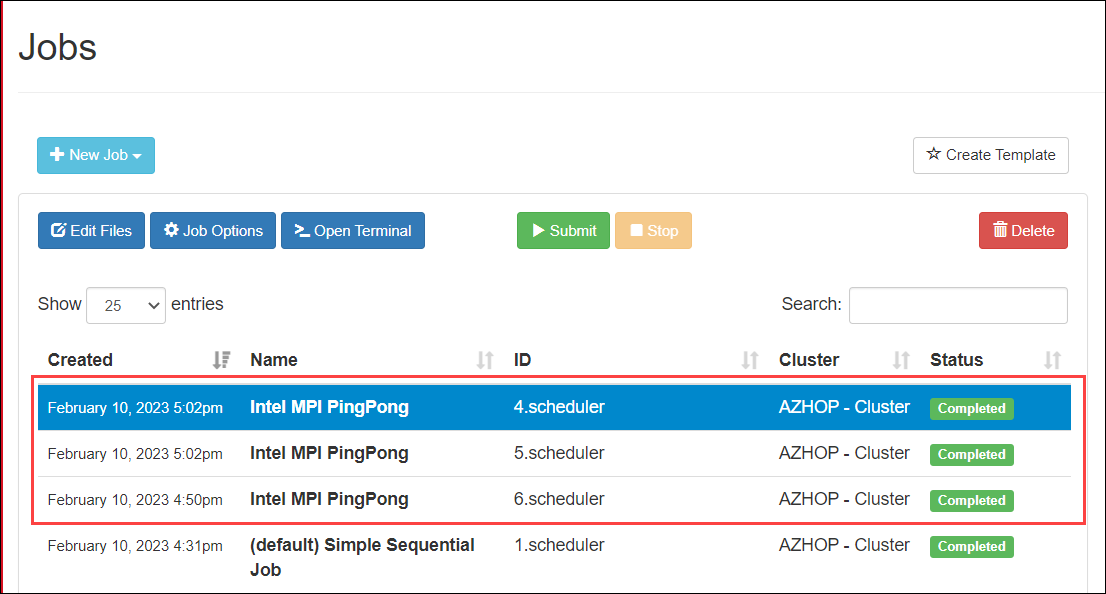 Jobs
New Job
Create Template
Edit Files Job Options Open Terminal Submit Stop Delete
Show 25 entries Search:
Created Name ID Cluster Status
February 10, 2023 5:02pm Intel MPI PingPong 4.scheduler AZHOP - Cluster Completed
February 10, 2023 5:02pm Intel MPI PingPong 5.scheduler AZHOP - Cluster Completed
February 10, 2023 4:50pm Intel MPI PingPong 6.scheduler AZHOP - Cluster Completed
February 10, 2023 4:31pm (default) Simple Sequential 1.scheduler AZHOP - Cluster Completed
Job